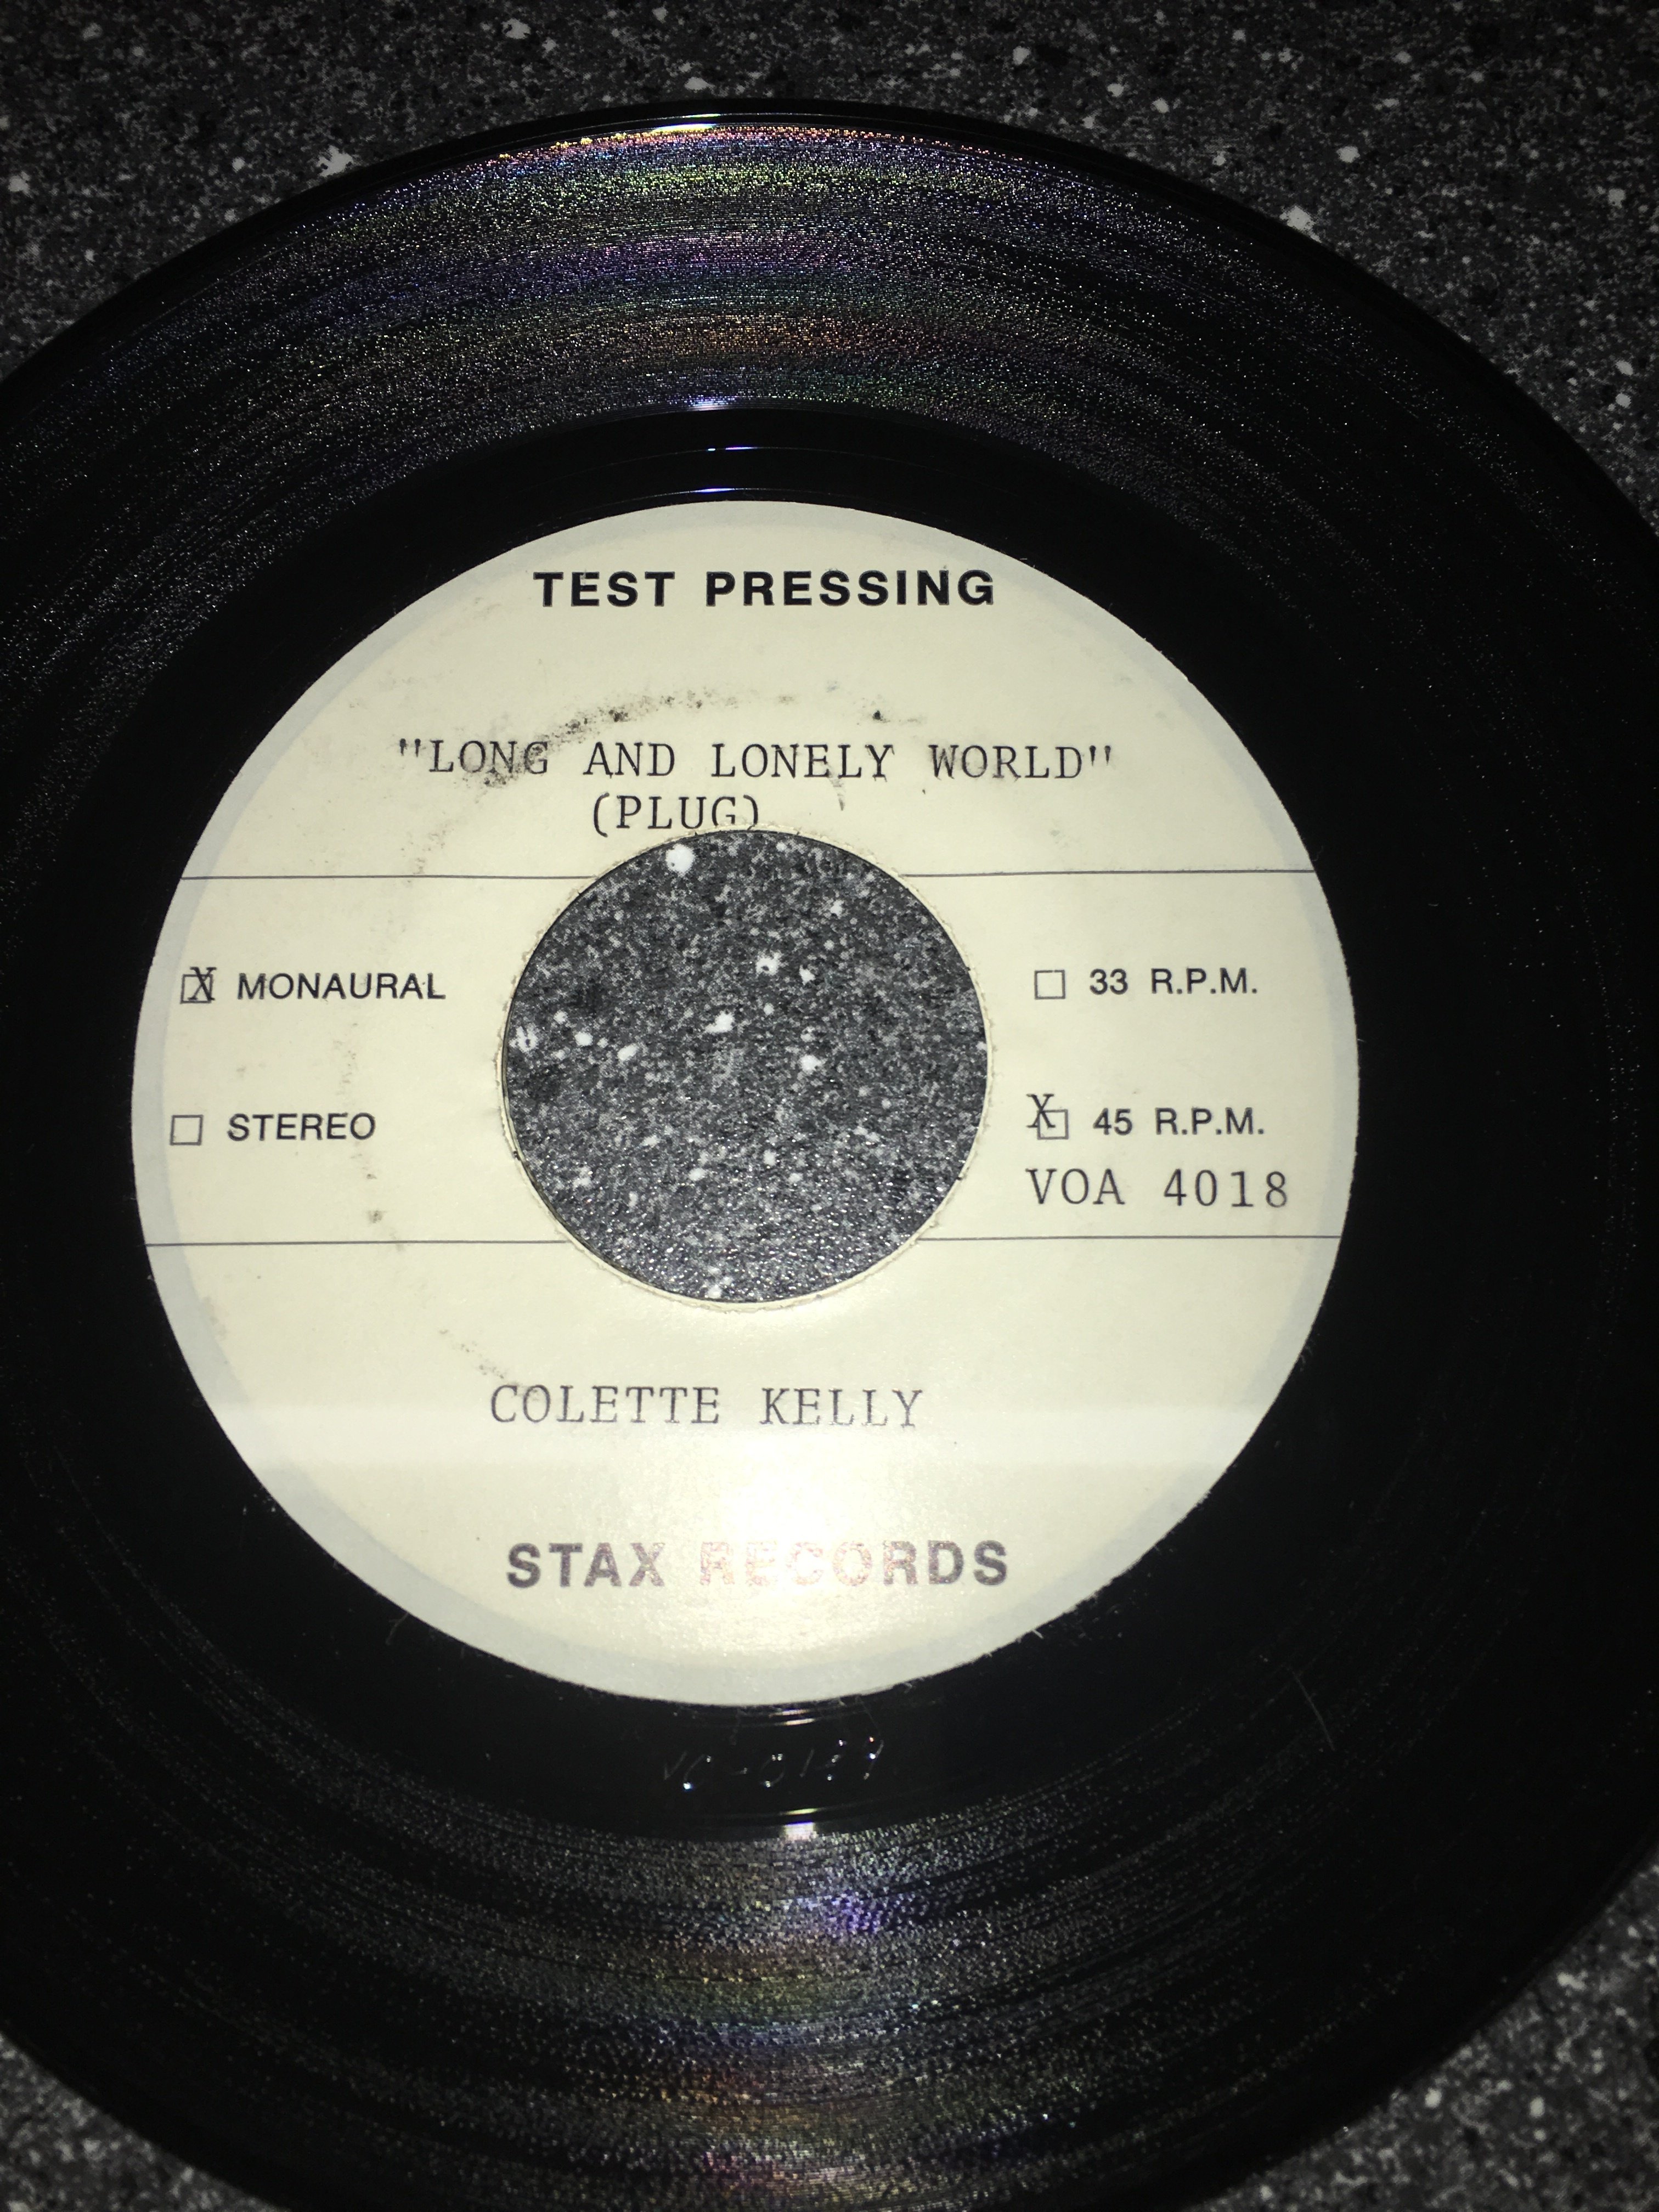 TEST PRESSING
"LONG AND LONELY WORLD"
(PLUG)
X MONAURAL
33 R.P.M.
STEREO
X 45 R.P.M.
VOA 4018
COLETTE KELLY
STAX RECORDS